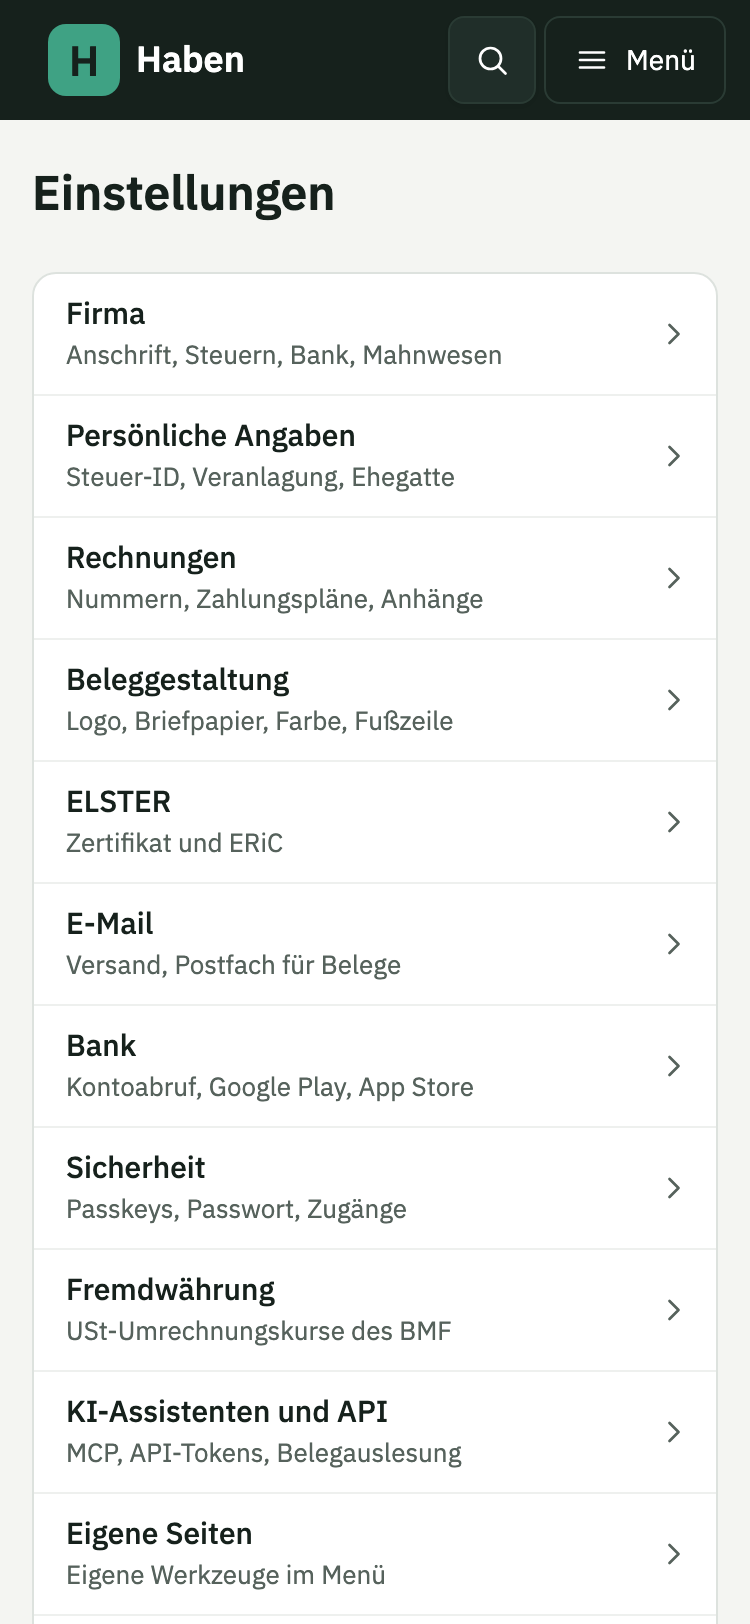 H Haben
Menü
Einstellungen
Firma
Anschrift, Steuern, Bank, Mahnwesen
Persönliche Angaben
Steuer-ID, Veranlagung, Ehegatte
Rechnungen
Nummern, Zahlungspläne, Anhänge
Beleggestaltung
Logo, Briefpapier, Farbe, Fußzeile
ELSTER
Zertifikat und ERiC
E-Mail
Versand, Postfach für Belege
Bank
Kontoabruf, Google Play, App Store
Sicherheit
Passkeys, Passwort, Zugänge
Fremdwährung
USt-Umrechnungskurse des BMF
KI-Assistenten und API
MCP, API-Tokens, Belegauslesung
Eigene Seiten
Eigene Werkzeuge im Menü